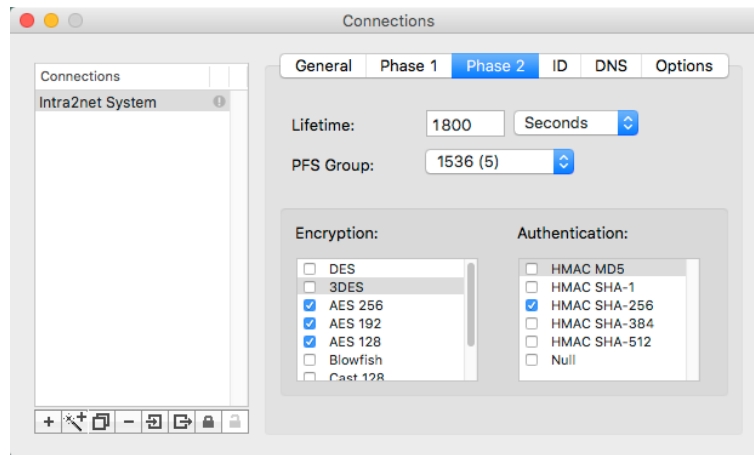 Connections
General Phase 1 Phase 2 ID DNS Options
Connections
Intra2net System
Lifetime: 1800 Seconds
PFS Group: 1536 (5)
Encryption:
DES
3DES
AES 256
AES 192
AES 128
Blowfish
Cast 128
Authentication:
HMAC MD5
HMAC SHA-1
HMAC SHA-256
HMAC SHA-384
HMAC SHA-512
Null